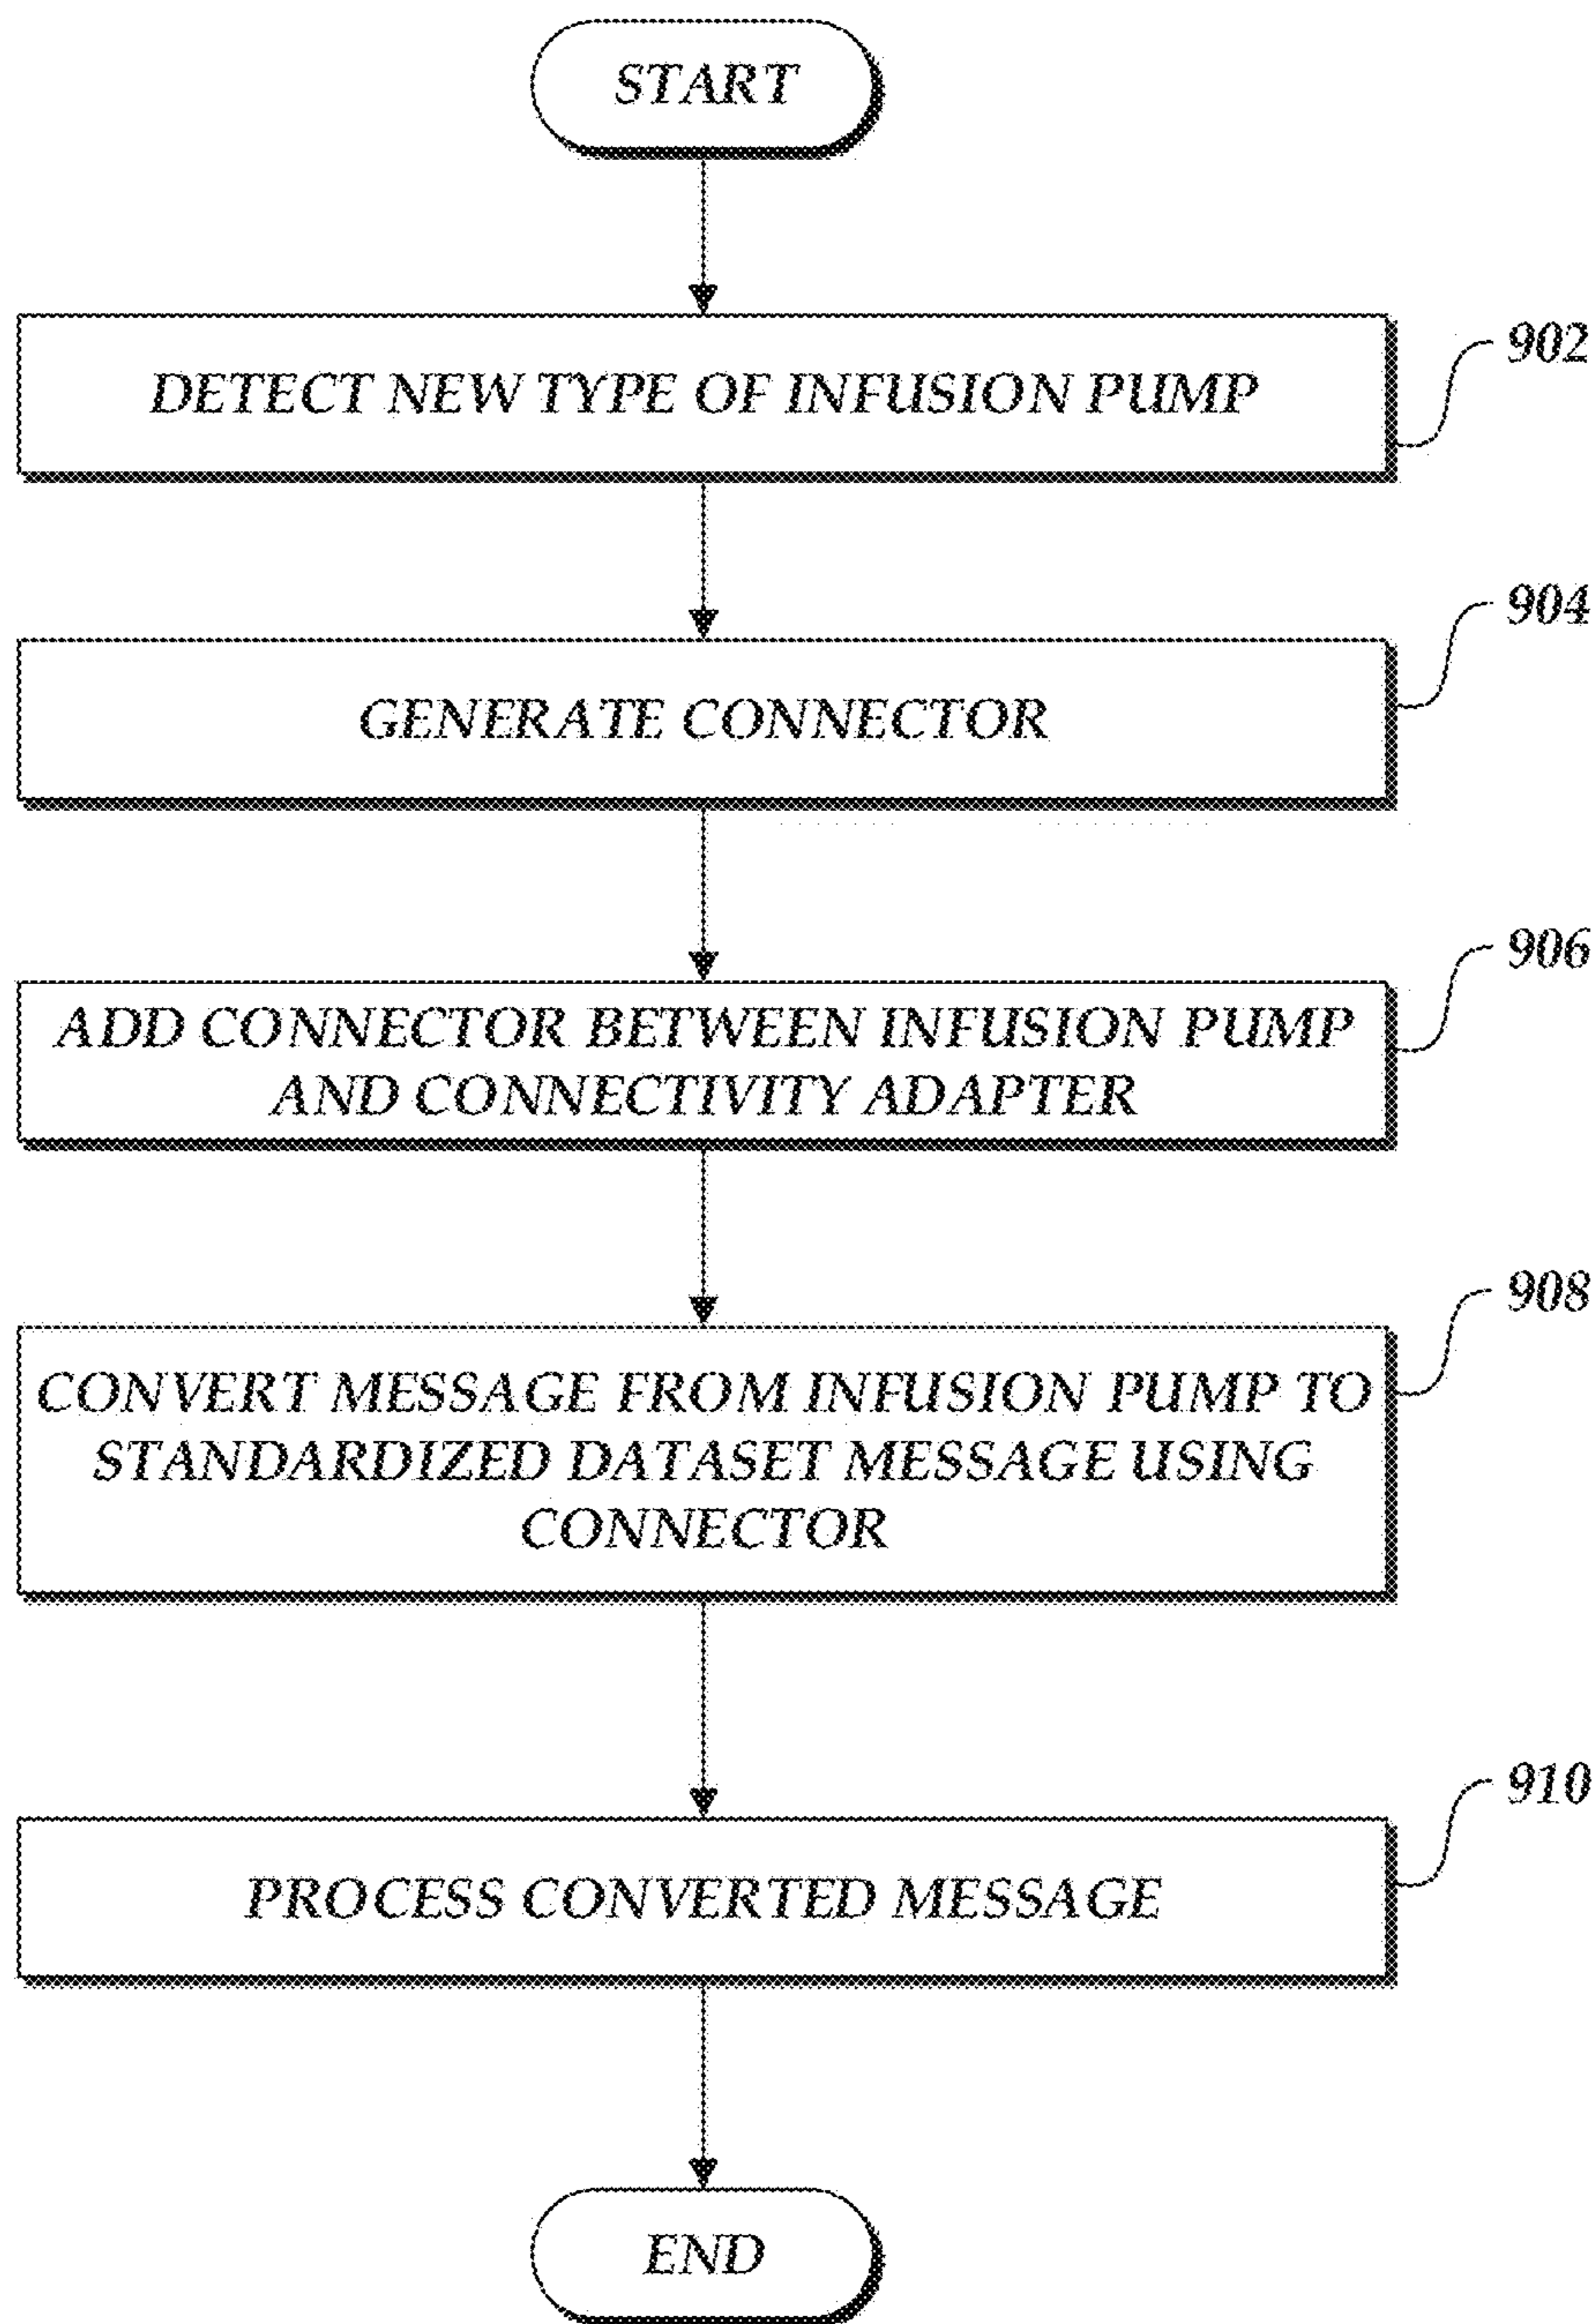 START
DETECT NEW TYPE OF INFUSION PUMP
902
GENERATE CONNECTOR
904
ADD CONNECTOR BETWEEN INFUSION PUMP
AND CONNECTIVITY ADAPTER
906
CONVERT MESSAGE FROM INFUSION PUMP TO
STANDARDIZED DATASET MESSAGE USING
CONNECTOR
908
PROCESS CONVERTED MESSAGE
910
END